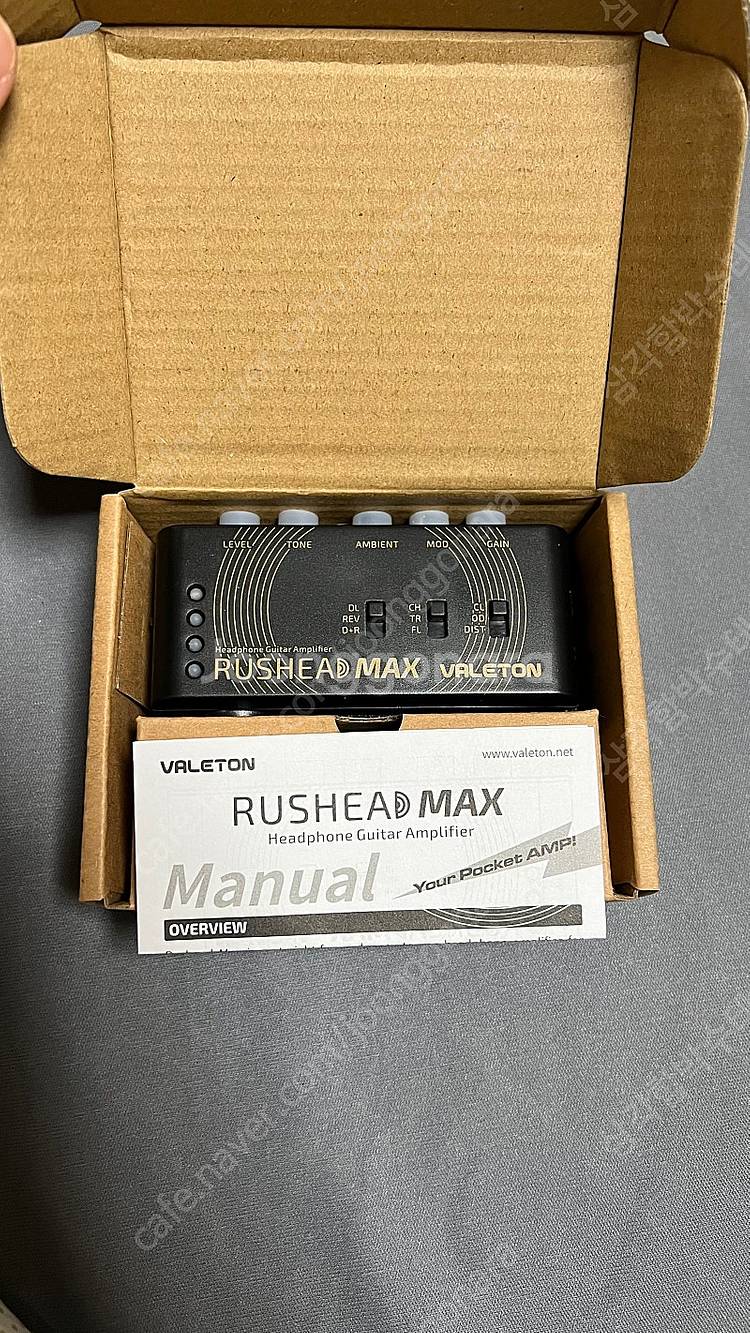 LEVEL TONE AMBIENT MOD GAIN
DL CH CL
REV TR OD
D+R FL DIST
Headphone Guitar Amplifier
RUSHEAD MAX VALETON
VALETON www.valeton.net
RUSHEAD MAX
Headphone Guitar Amplifier
Manual Your Pocket AMP!
OVERVIEW
cafe.naver.com/joonggonara